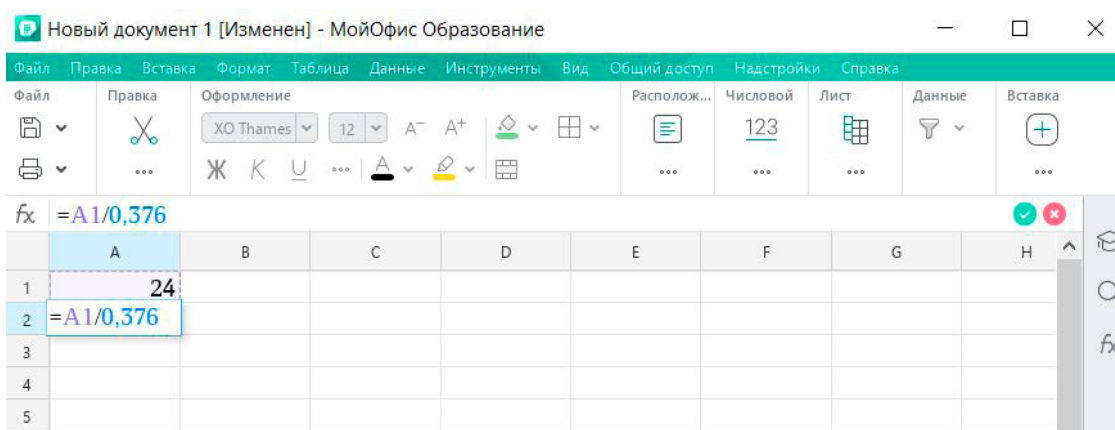 Новый документ 1 [Изменен] - МойОфис Образование
Файл Правка Вставка Формат Таблица Данные Инструменты Вид Общий доступ Надстройки Справка
Файл Правка Оформление Располож... Числовой Лист Данные Вставка
XO Thames 12 A⁻ A⁺ 123
Ж К Ч ... A
fx =A1/0,376
A B C D E F G H
1 24
2 =A1/0,376
3
4
5